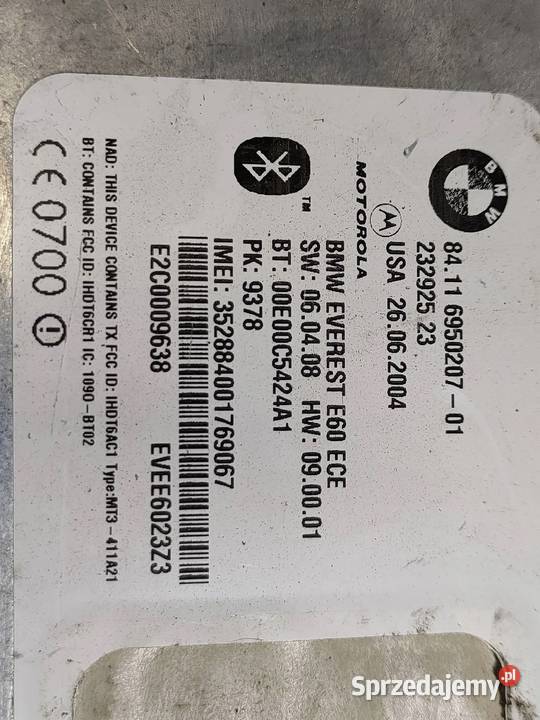 BMW
84.11 6950207-01
232925 23
USA 26.06.2004
MOTOROLA
BMW EVEREST E60 ECE
SW: 06.04.08 HW: 09.00.01
BT: 00E00C5424A1
PK: 9378
TM
IMEI: 352884001769067
E2C0009638 EVEE6023Z3
NAD: THIS DEVICE CONTAINS TX FCC ID: IHDT6AC1 Type:MT3-411A21
BT: CONTAINS FCC ID: IHDT6CR1 IC: 109O-BT02
CE0700
Sprzedajemy.pl